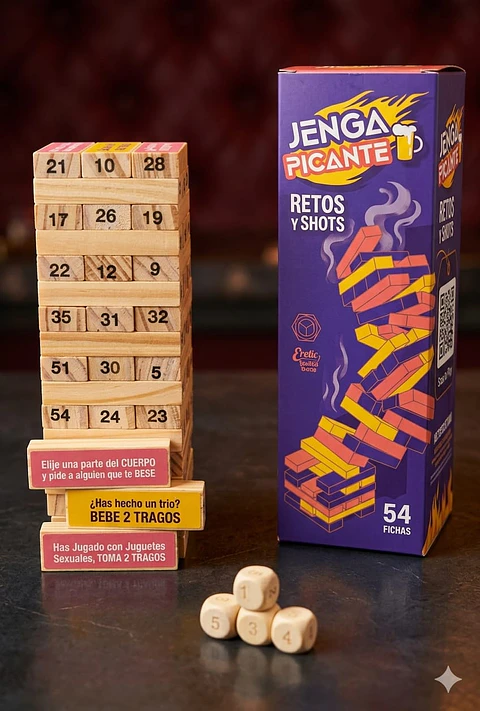 21 10 28
17 26 19
22 12 9
35 31 32
51 30 5
54 24 23
Elije una parte del CUERPO
y pide a alguien que te BESE
¿Has hecho un trio?
BEBE 2 TRAGOS
Has Jugado con Juguetes
Sexuales, TOMA 2 TRAGOS
JENGA
PICANTE
RETOS
Y SHOTS
54
FICHAS
JENGA
PICANTE
RETOS
Y SHOTS
1
5 3 4